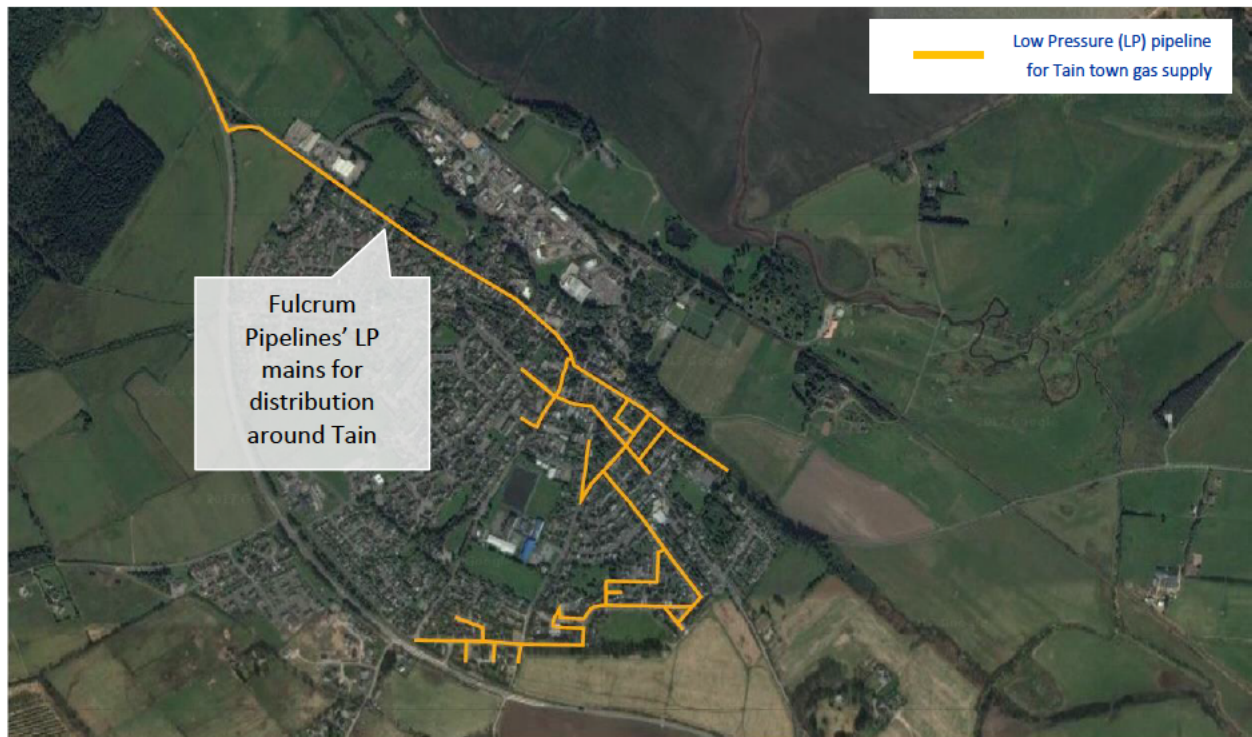 Low Pressure (LP) pipeline
for Tain town gas supply
Fulcrum
Pipelines’ LP
mains for
distribution
around Tain